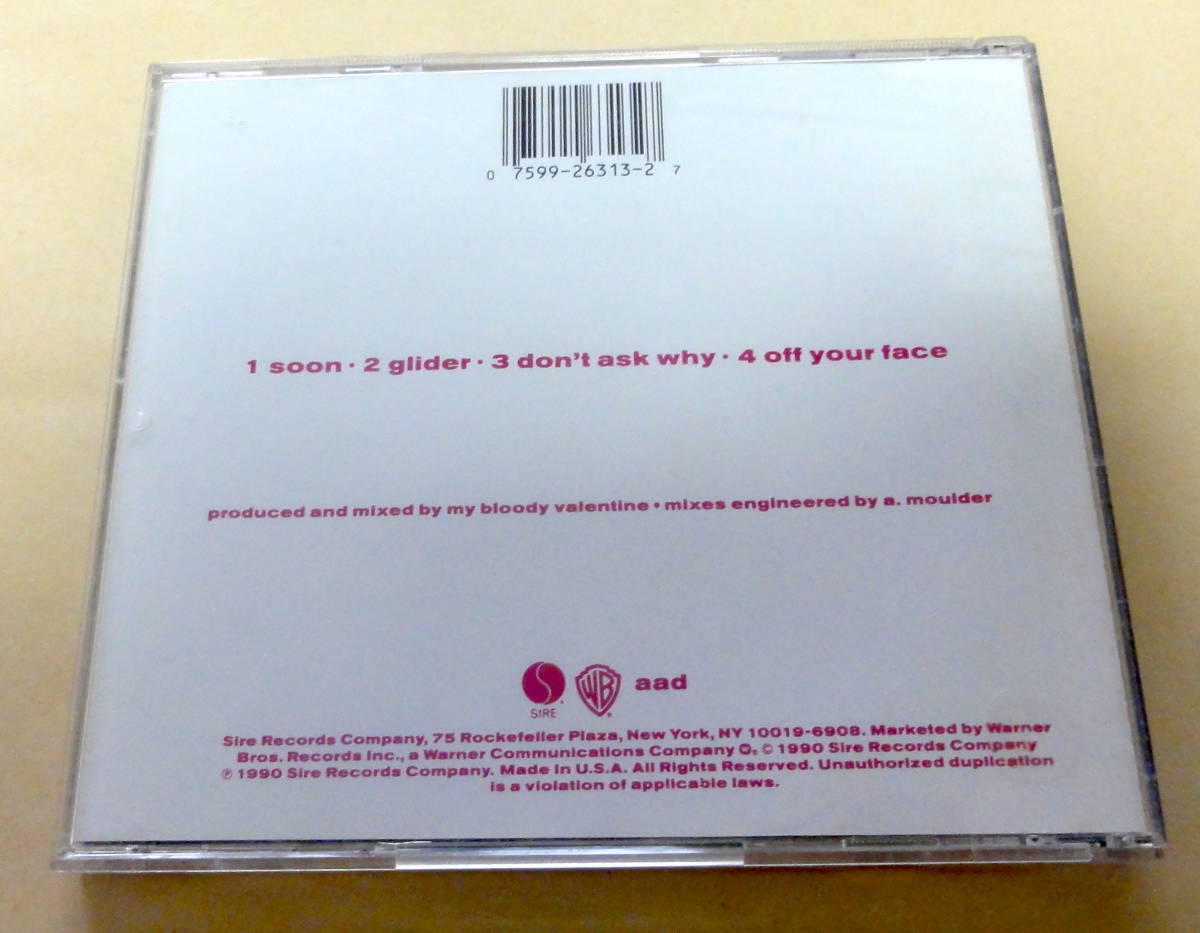 0 7599-26313-2 7
1 soon · 2 glider · 3 don't ask why · 4 off your face
produced and mixed by my bloody valentine • mixes engineered by a. moulder
SIRE
WB
aad
Sire Records Company, 75 Rockefeller Plaza, New York, NY 10019-6908. Marketed by Warner
Bros. Records Inc., a Warner Communications Company. © 1990 Sire Records Company
℗ 1990 Sire Records Company. Made In U.S.A. All Rights Reserved. Unauthorized duplication
is a violation of applicable laws.